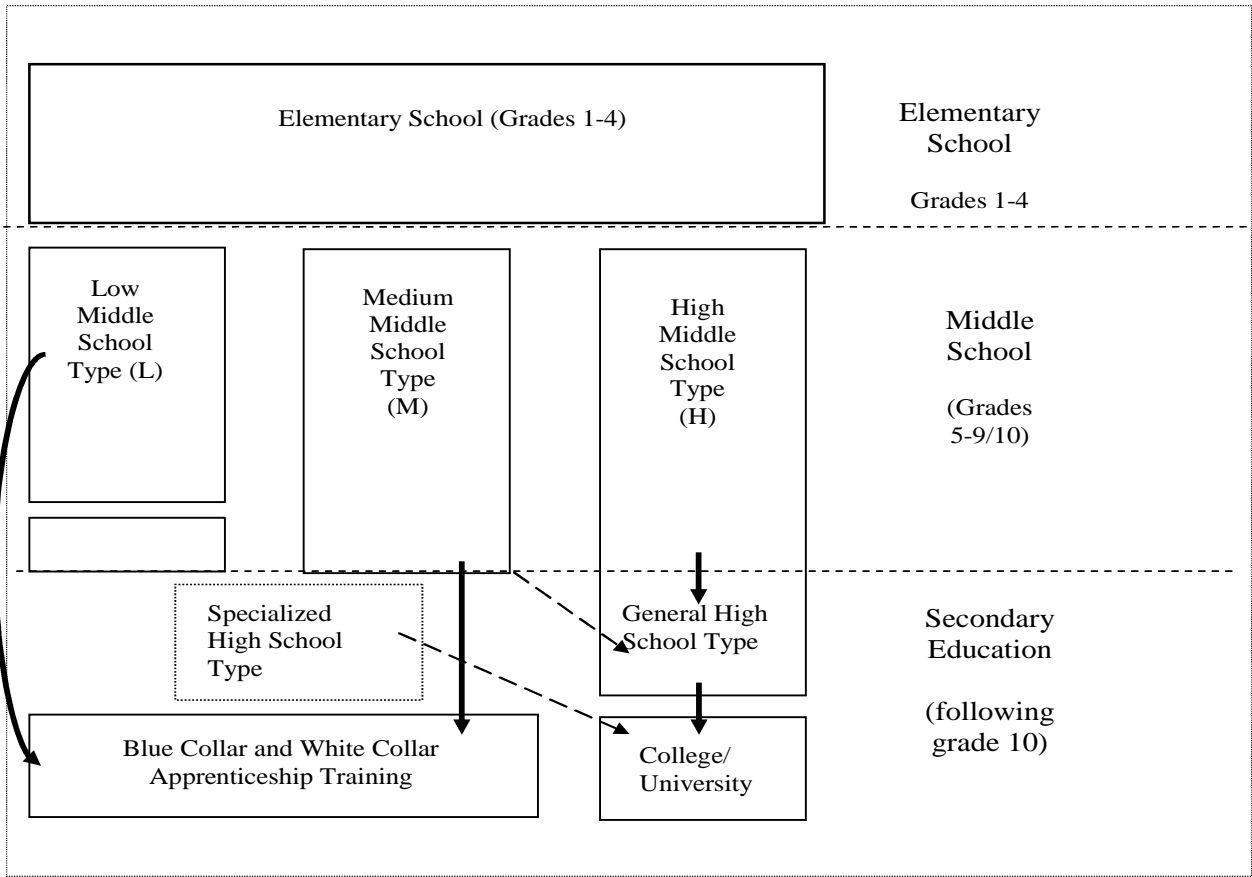 Elementary School (Grades 1-4)
Elementary
School
Grades 1-4
Low
Middle
School
Type (L)
Medium
Middle
School
Type
(M)
High
Middle
School
Type
(H)
Middle
School
(Grades
5-9/10)
Specialized
High School
Type
General High
School Type
Secondary
Education
(following
grade 10)
Blue Collar and White Collar
Apprenticeship Training
College/
University